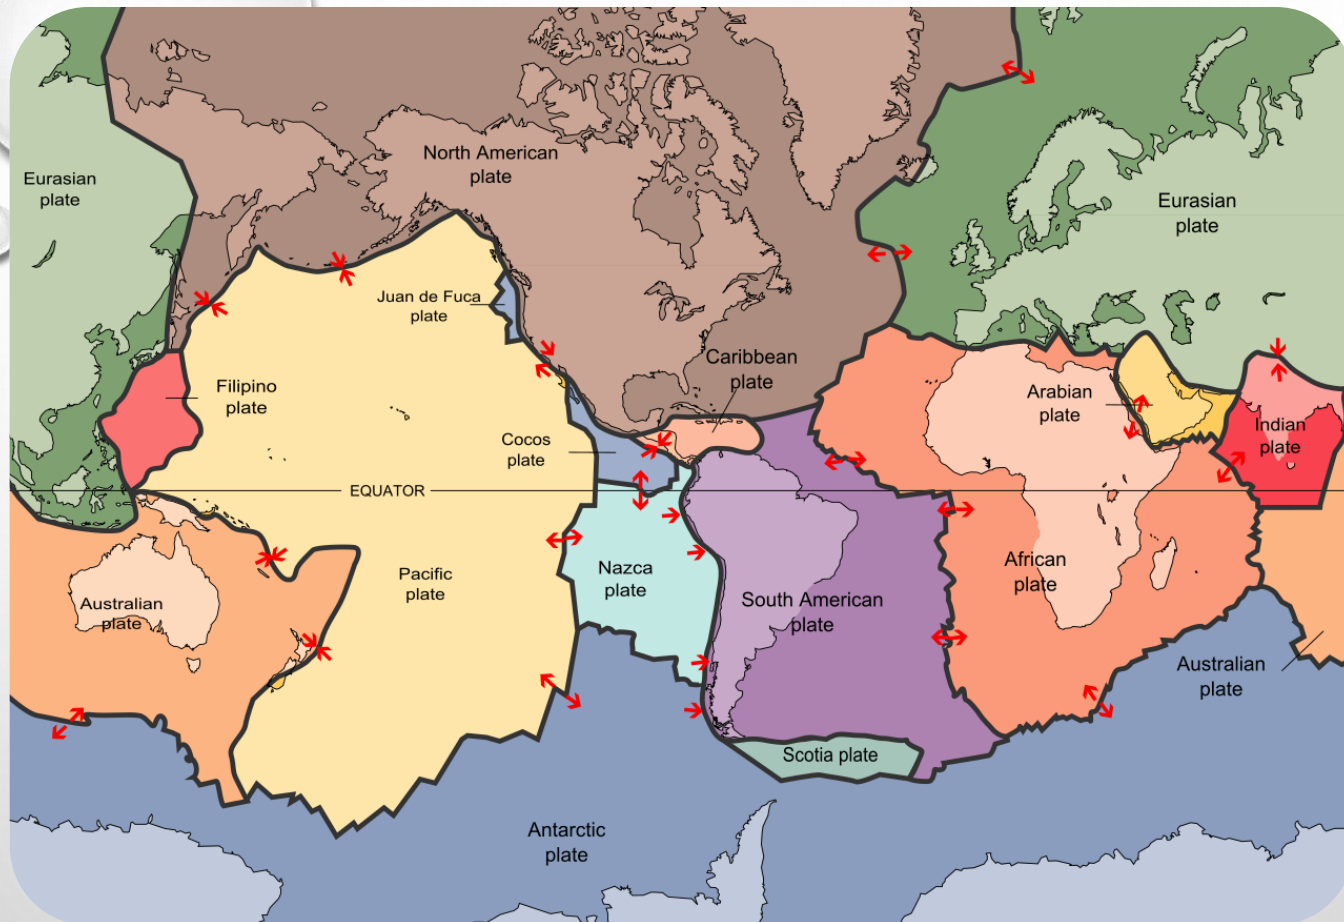 North American
plate
Eurasian
plate
Eurasian
plate
Juan de Fuca
plate
Caribbean
plate
Filipino
plate
Arabian
plate
Indian
plate
Cocos
plate
EQUATOR
Pacific
plate
Nazca
plate
African
plate
Australian
plate
South American
plate
Australian
plate
Scotia plate
Antarctic
plate